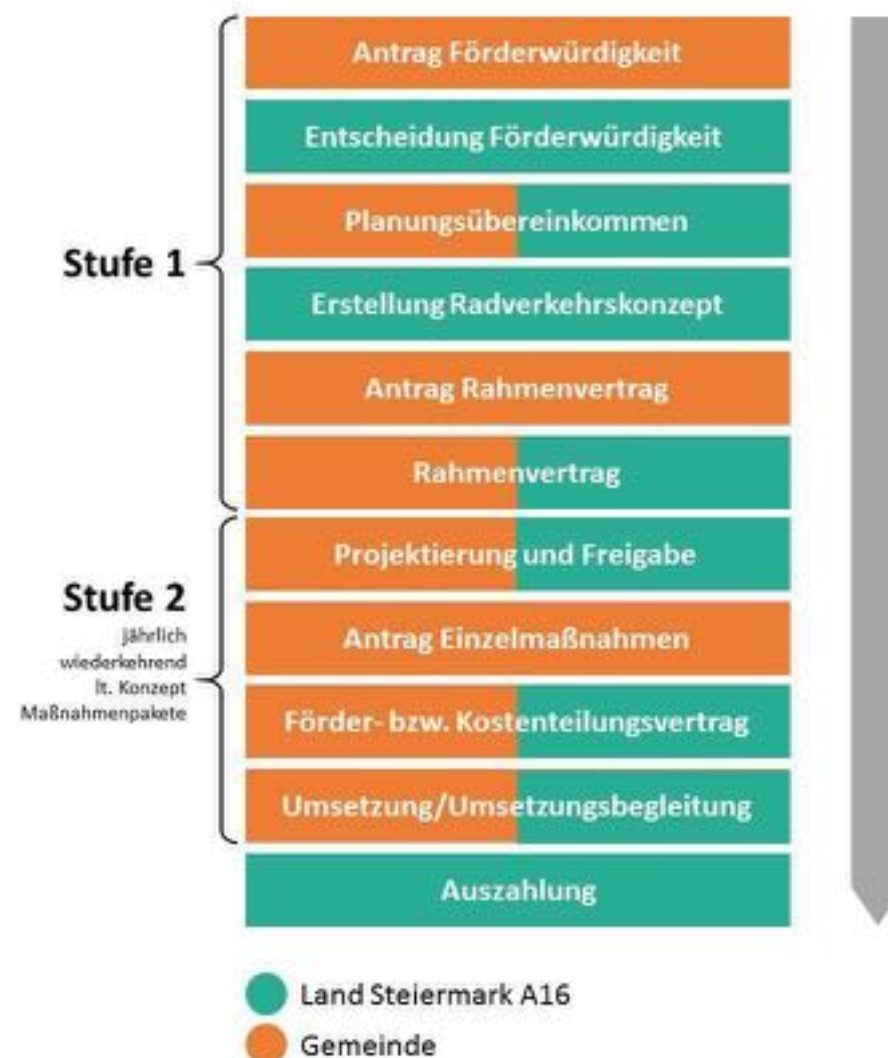 Antrag Förderwürdigkeit
Entscheidung Förderwürdigkeit
Planungsübereinkommen
Stufe 1
Erstellung Radverkehrskonzept
Antrag Rahmenvertrag
Rahmenvertrag
Projektierung und Freigabe
Stufe 2
jährlich
wiederkehrend
lt. Konzept
Maßnahmenpakete
Antrag Einzelmaßnahmen
Förder- bzw. Kostenteilungsvertrag
Umsetzung/Umsetzungsbegleitung
Auszahlung
Land Steiermark A16
Gemeinde